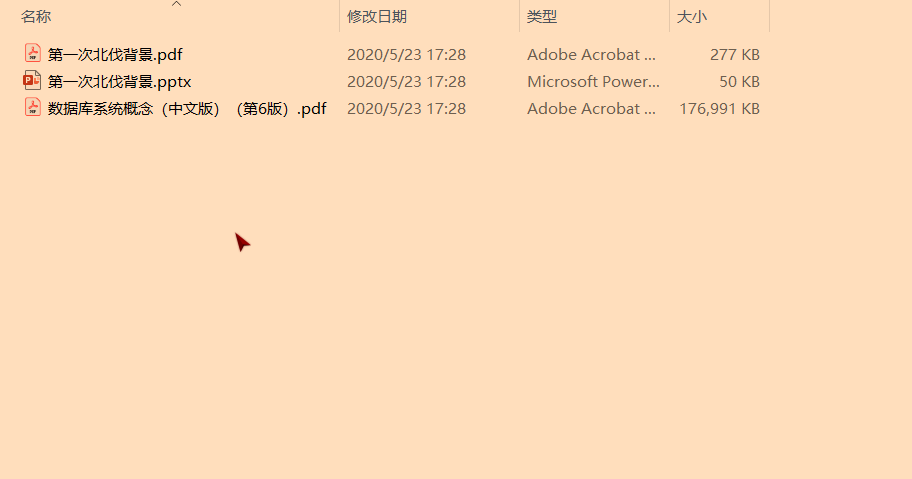 名称 修改日期 类型 大小
第一次北伐背景.pdf 2020/5/23 17:28 Adobe Acrobat ... 277 KB
第一次北伐背景.pptx 2020/5/23 17:28 Microsoft Power... 50 KB
数据库系统概念（中文版）（第6版）.pdf 2020/5/23 17:28 Adobe Acrobat ... 176,991 KB